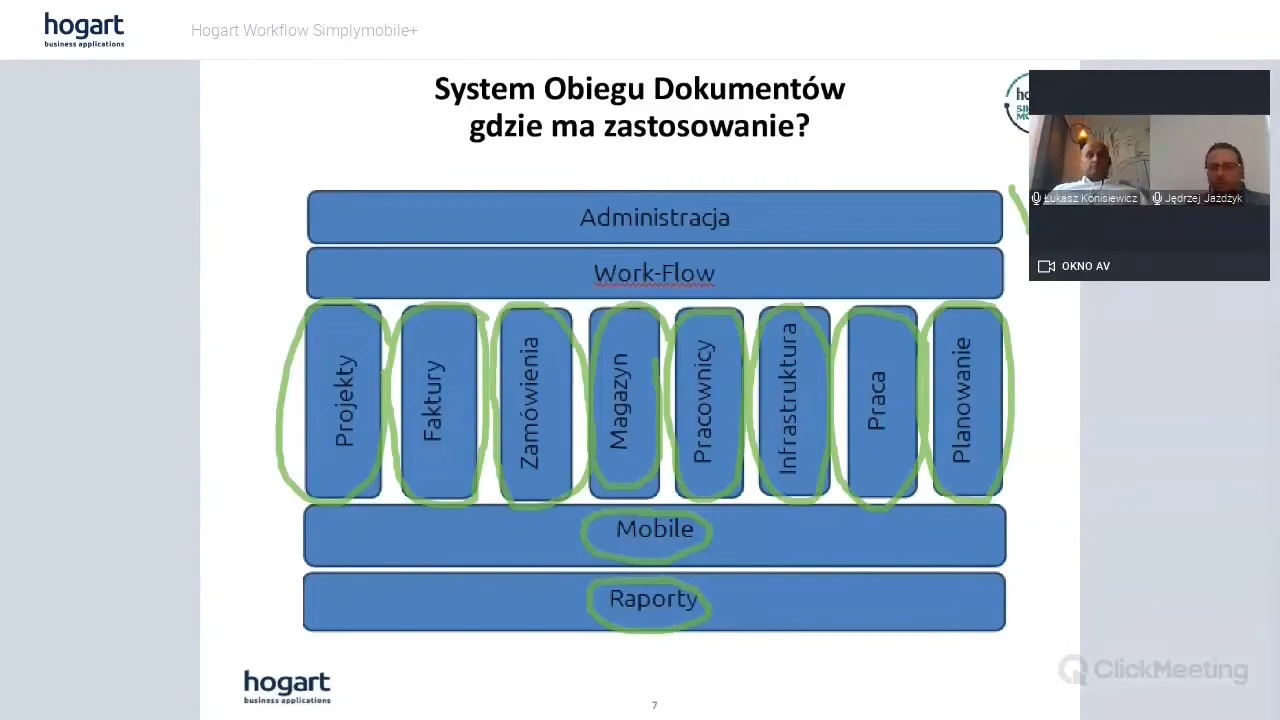 hogart
business applications
Hogart Workflow Simplymobile+
System Obiegu Dokumentów
gdzie ma zastosowanie?
Łukasz Konisiewicz
Jędrzej Jażdżyk
OKNO AV
Administracja
Work-Flow
Projekty
Faktury
Zamówienia
Magazyn
Pracownicy
Infrastruktura
Praca
Planowanie
Mobile
Raporty
hogart
business applications
7
ClickMeeting